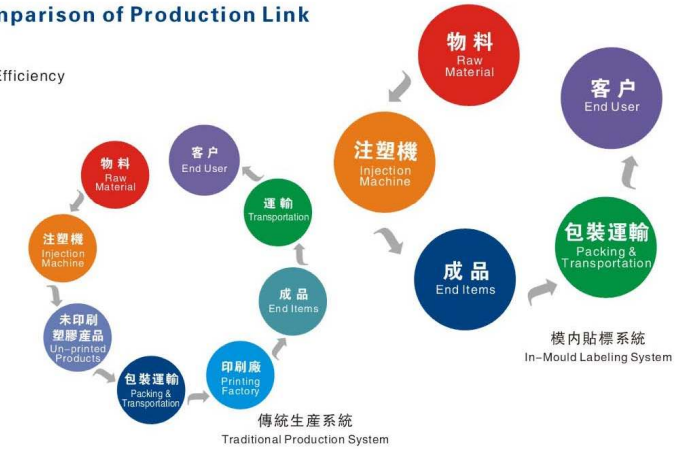 mparison of Production Link
Efficiency
物料
Raw
Material
注塑機
Injection
Machine
未印刷
塑膠產品
Un-printed
Products
包裝運輸
Packing &
Transportation
印刷廠
Printing
Factory
成品
End Items
運輸
Transportation
客户
End User
傳統生産系統
Traditional Production System
物料
Raw
Material
注塑機
Injection
Machine
成品
End Items
包裝運輸
Packing &
Transportation
客户
End User
模内貼標系統
In-Mould Labeling System